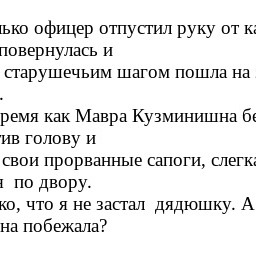 лько офицер отпустил руку от ка
повернулась и
старушечьим шагом пошла на
.
ремя как Мавра Кузминишна бе
тив голову и
свои прорванные сапоги, слегка
я  по двору.
ко, что я не застал  дядюшку. А
на побежала?